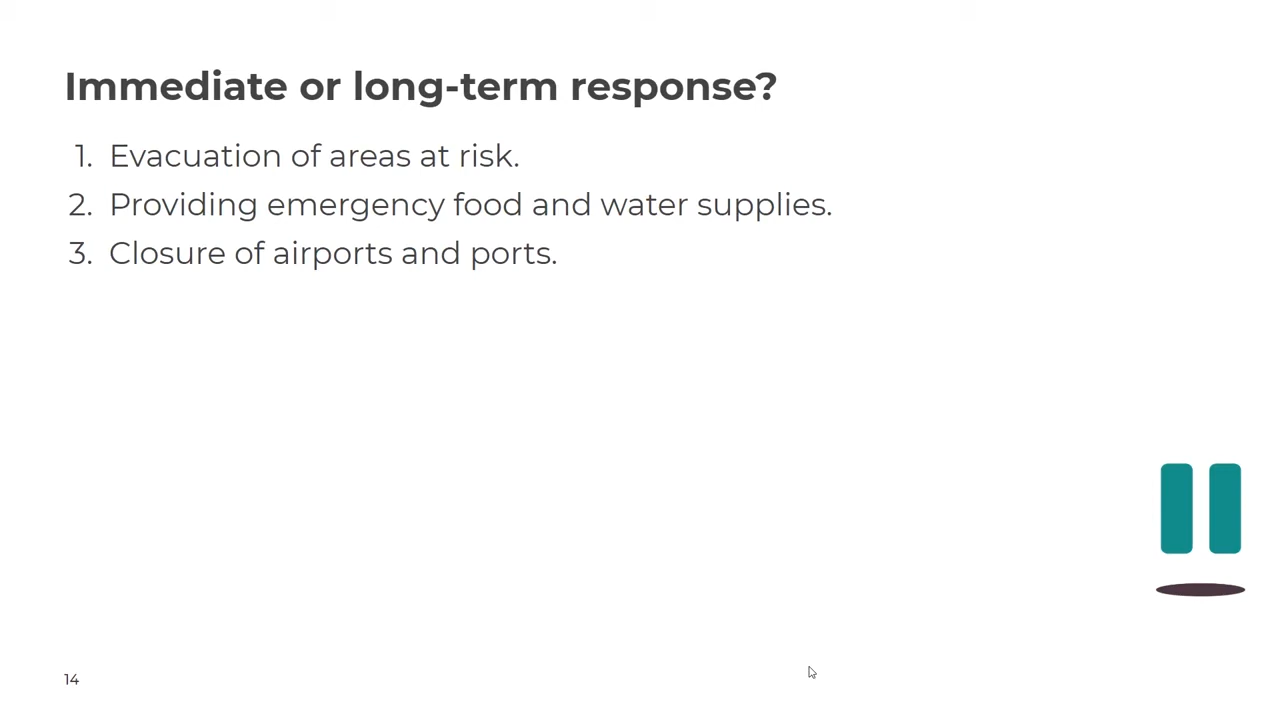 Immediate or long-term response?
1. Evacuation of areas at risk.
2. Providing emergency food and water supplies.
3. Closure of airports and ports.
14